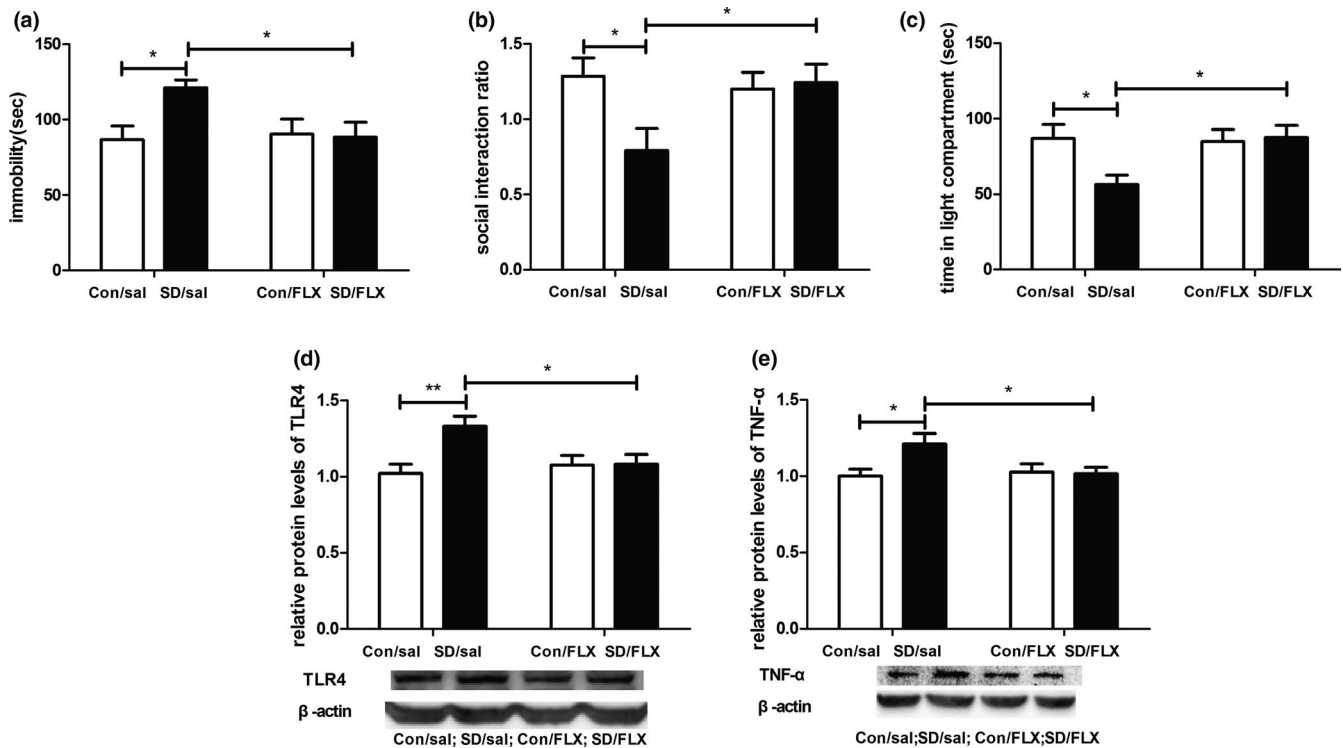 (a)
150
100
50
0
immobility(sec)
*
*
Con/sal SD/sal Con/FLX SD/FLX
(b)
1.5
1.0
0.5
0.0
social interaction ratio
*
*
Con/sal SD/sal Con/FLX SD/FLX
(c)
150
100
50
0
time in light compartment (sec)
*
*
Con/sal SD/sal Con/FLX SD/FLX
(d)
1.5
1.0
0.5
0.0
relative protein levels of TLR4
**
*
Con/sal SD/sal Con/FLX SD/FLX
TLR4
β -actin
Con/sal; SD/sal; Con/FLX; SD/FLX
(e)
1.5
1.0
0.5
0.0
relative protein levels of TNF-α
*
*
Con/sal SD/sal Con/FLX SD/FLX
TNF-α
β -actin
Con/sal;SD/sal; Con/FLX;SD/FLX